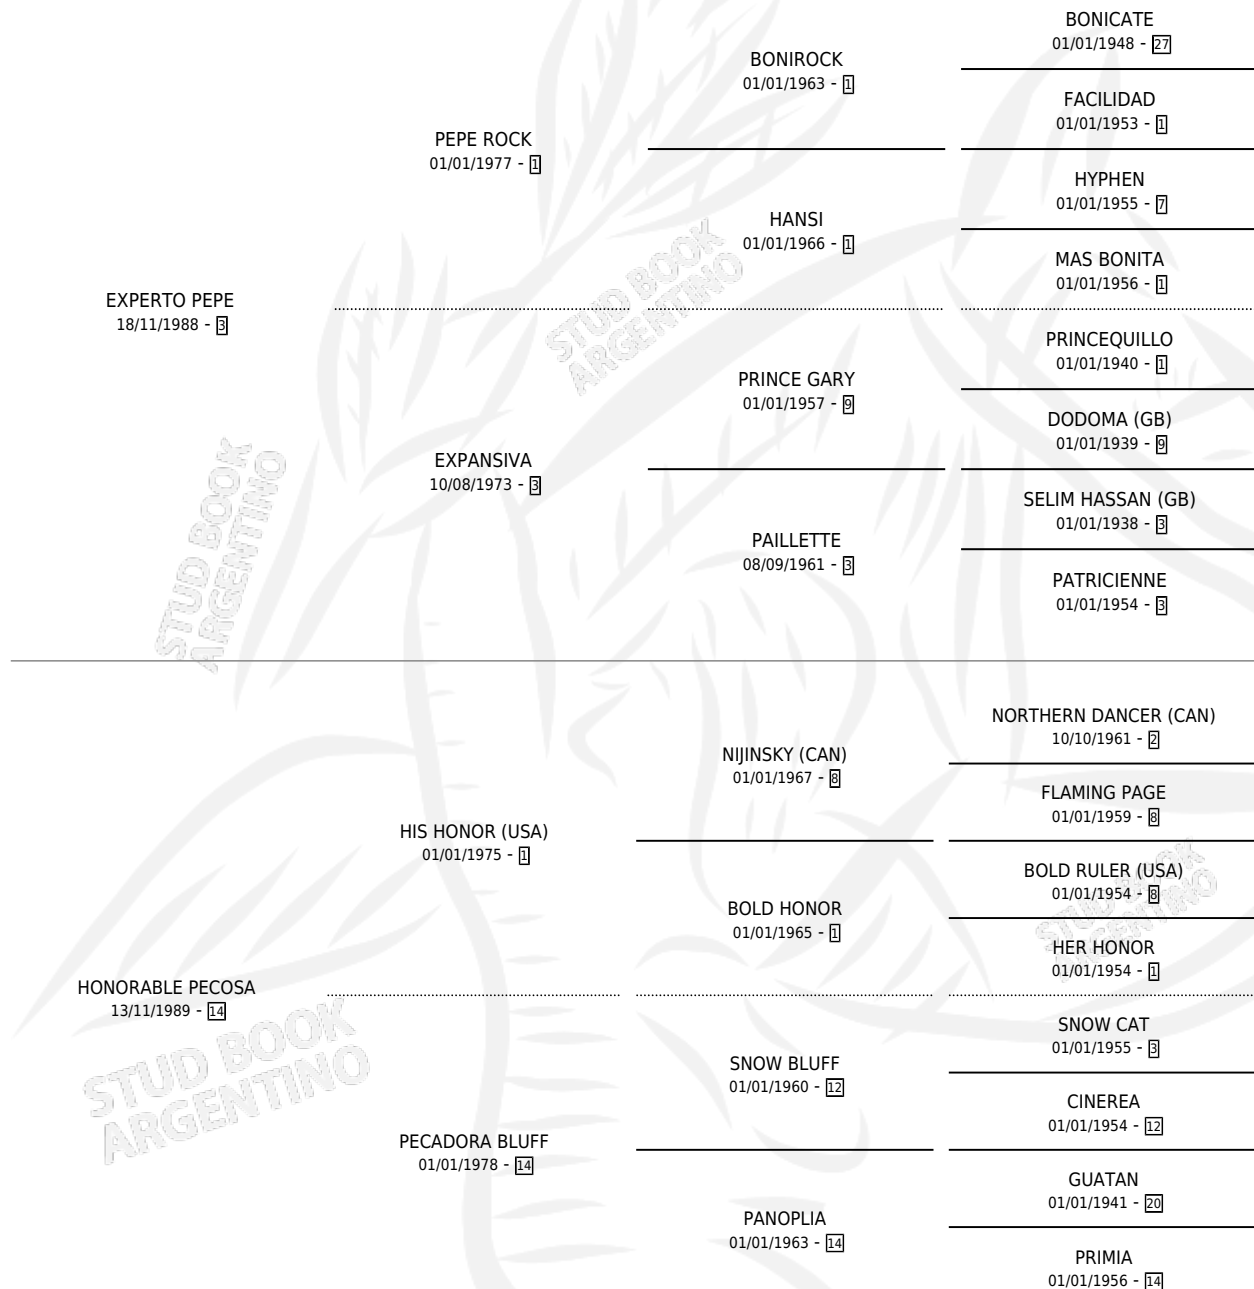 BONICATE
01/01/1948 - 27
BONIROCK
01/01/1963 - 1
FACILIDAD
01/01/1953 - 1
PEPE ROCK
01/01/1977 - 1
HYPHEN
01/01/1955 - 7
HANSI
01/01/1966 - 1
MAS BONITA
01/01/1956 - 1
EXPERTO PEPE
18/11/1988 - 3
PRINCEQUILLO
01/01/1940 - 1
PRINCE GARY
01/01/1957 - 9
DODOMA (GB)
01/01/1939 - 9
EXPANSIVA
10/08/1973 - 3
SELIM HASSAN (GB)
01/01/1938 - 3
PAILLETTE
08/09/1961 - 3
PATRICIENNE
01/01/1954 - 3
STUD BOOK
ARGENTINO
STUD BOOK
ARGENTINO
NORTHERN DANCER (CAN)
10/10/1961 - 2
NIJINSKY (CAN)
01/01/1967 - 8
FLAMING PAGE
01/01/1959 - 8
HIS HONOR (USA)
01/01/1975 - 1
BOLD RULER (USA)
01/01/1954 - 8
BOLD HONOR
01/01/1965 - 1
HER HONOR
01/01/1954 - 1
STUD BOOK
ARGENTINO
HONORABLE PECOSA
13/11/1989 - 14
SNOW CAT
01/01/1955 - 3
SNOW BLUFF
01/01/1960 - 12
CINEREA
01/01/1954 - 12
PECADORA BLUFF
01/01/1978 - 14
GUATAN
01/01/1941 - 20
PANOPLIA
01/01/1963 - 14
PRIMIA
01/01/1956 - 14
STUD BOOK
ARGENTINO